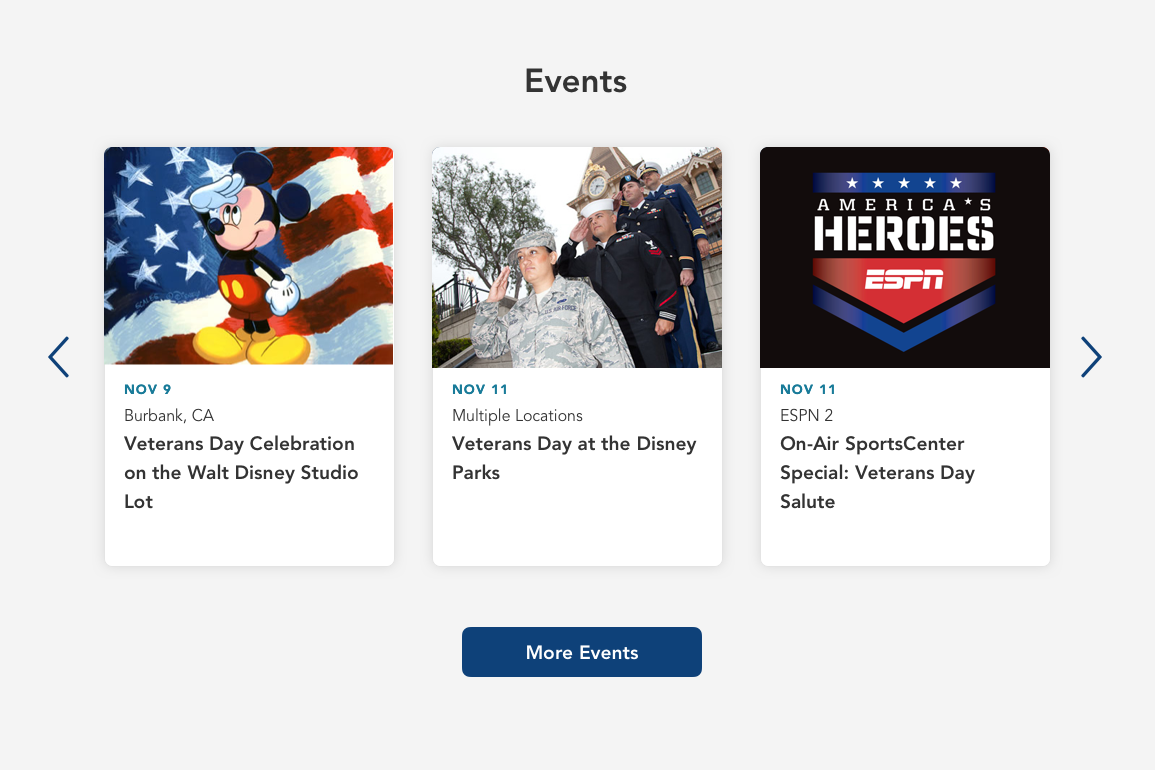 Events
AMERICA'S
HEROES
ESPN
NOV 9
Burbank, CA
Veterans Day Celebration
on the Walt Disney Studio
Lot
NOV 11
Multiple Locations
Veterans Day at the Disney
Parks
NOV 11
ESPN 2
On-Air SportsCenter
Special: Veterans Day
Salute
More Events